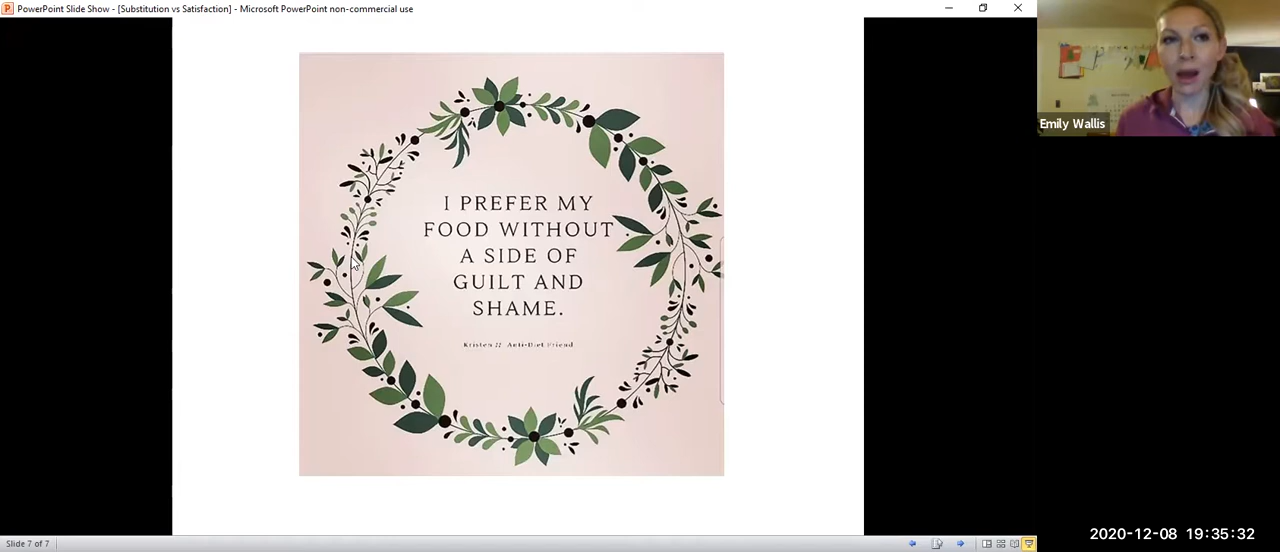 PowerPoint Slide Show - [Substitution vs Satisfaction] - Microsoft PowerPoint non-commercial use
Emily Wallis
I PREFER MY
FOOD WITHOUT
A SIDE OF
GUILT AND
SHAME.
Kristen // Anti-Diet Friend
2020-12-08 19:35:32
Slide 7 of 7